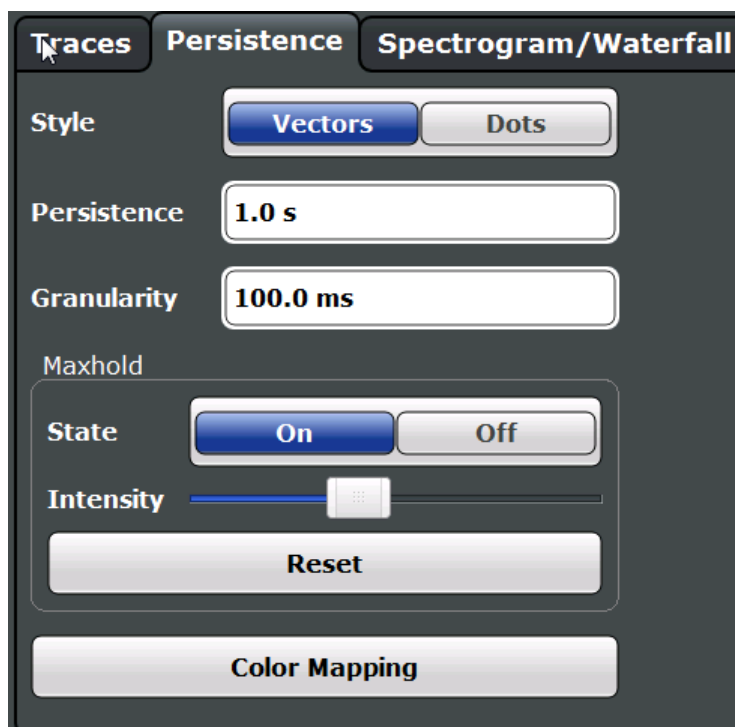 Traces Persistence Spectrogram/Waterfall
Style Vectors Dots
Persistence 1.0 s
Granularity 100.0 ms
Maxhold
State On Off
Intensity
Reset
Color Mapping